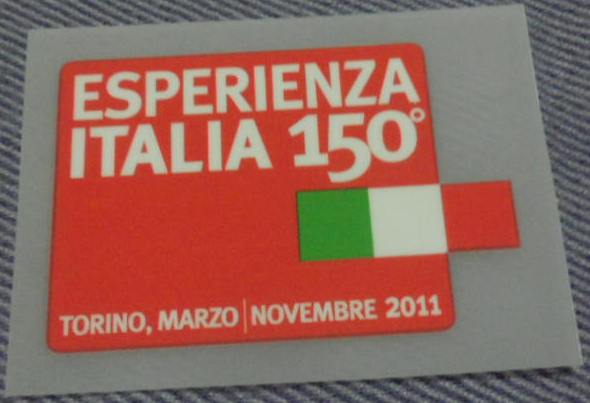 ESPERIENZA
ITALIA 150°
TORINO, MARZO | NOVEMBRE 2011